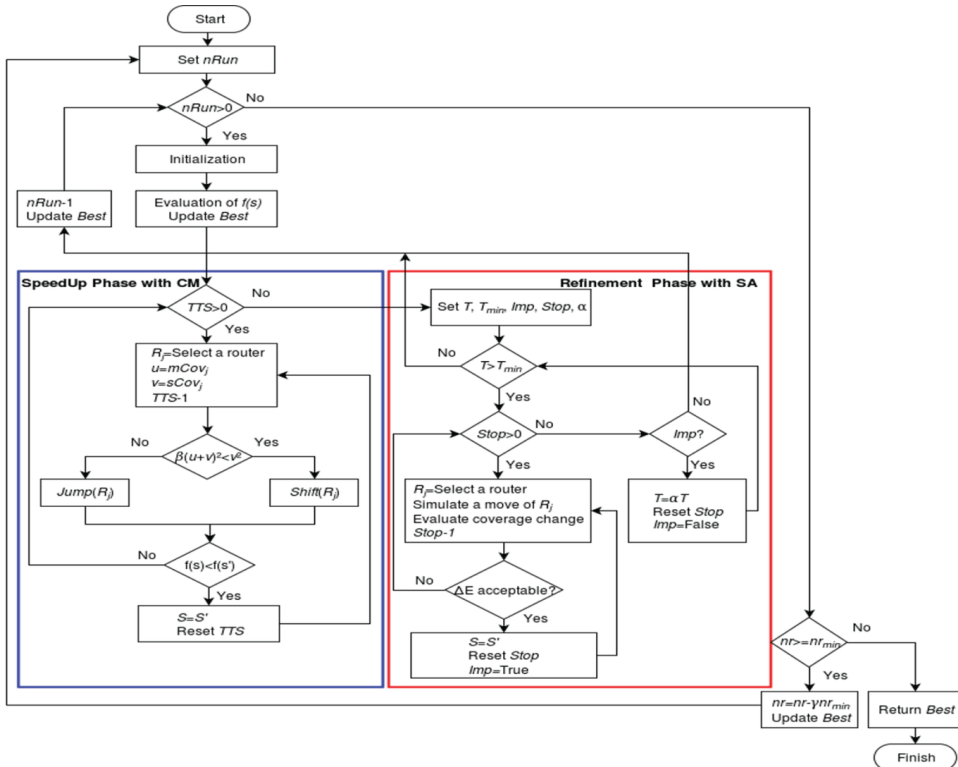 Start
Set nRun
nRun>0
No
Yes
Initialization
nRun-1
Update Best
Evaluation of f(s)
Update Best
SpeedUp Phase with CM
TTS>0
No
Yes
Rj=Select a router
u=mCovj
v=sCovj
TTS-1
No
β(u+v)²<v²
Yes
Jump(Rj)
Shift(Rj)
No
f(s)<f(s')
Yes
S=S'
Reset TTS
Refinement Phase with SA
Set T, Tmin, Imp, Stop, α
No
T>Tmin
Yes
Stop>0
No
Yes
No
Imp?
Yes
Rj=Select a router
Simulate a move of Rj
Evaluate coverage change
Stop-1
T=αT
Reset Stop
Imp=False
No
ΔE acceptable?
Yes
S=S'
Reset Stop
Imp=True
nr>=nrmin
No
Yes
nr=nr-γnrmin
Update Best
Return Best
Finish